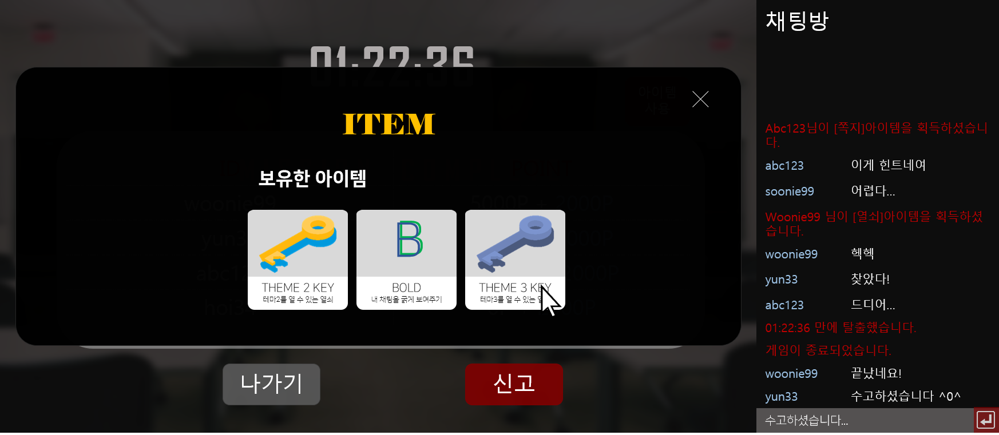 01:22:36
아이템
사용
ITEM
보유한 아이템
woonie99 5000P + 2000P
THEME 2 KEY
테마2를 열 수 있는 열쇠
BOLD
내 채팅을 굵게 보여주기
THEME 3 KEY
테마3를 열 수 있는
나가기
신고
채팅방
Abc123님이 [쪽지]아이템을 획득하셨습니
다.
abc123 이게 힌트네여
soonie99 어렵다...
Woonie99 님이 [열쇠]아이템을 획득하셨
습니다.
woonie99 헥헥
yun33 찾았다!
abc123 드디어...
01:22:36 만에 탈출했습니다.
게임이 종료되었습니다.
woonie99 끝났네요!
yun33 수고하셨습니다 ^0^
수고하셨습니다...